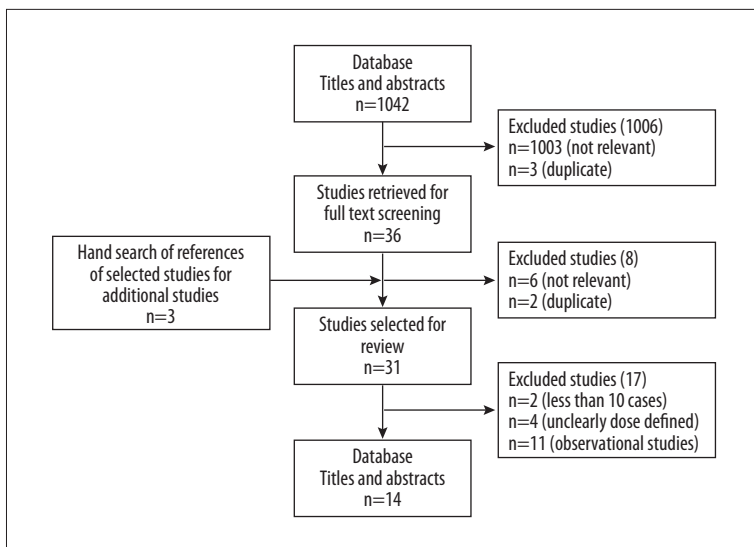 Database
Titles and abstracts
n=1042
Excluded studies (1006)
n=1003 (not relevant)
n=3 (duplicate)
Studies retrieved for
full text screening
n=36
Hand search of references
of selected studies for
additional studies
n=3
Excluded studies (8)
n=6 (not relevant)
n=2 (duplicate)
Studies selected for
review
n=31
Excluded studies (17)
n=2 (less than 10 cases)
n=4 (unclearly dose defined)
n=11 (observational studies)
Database
Titles and abstracts
n=14